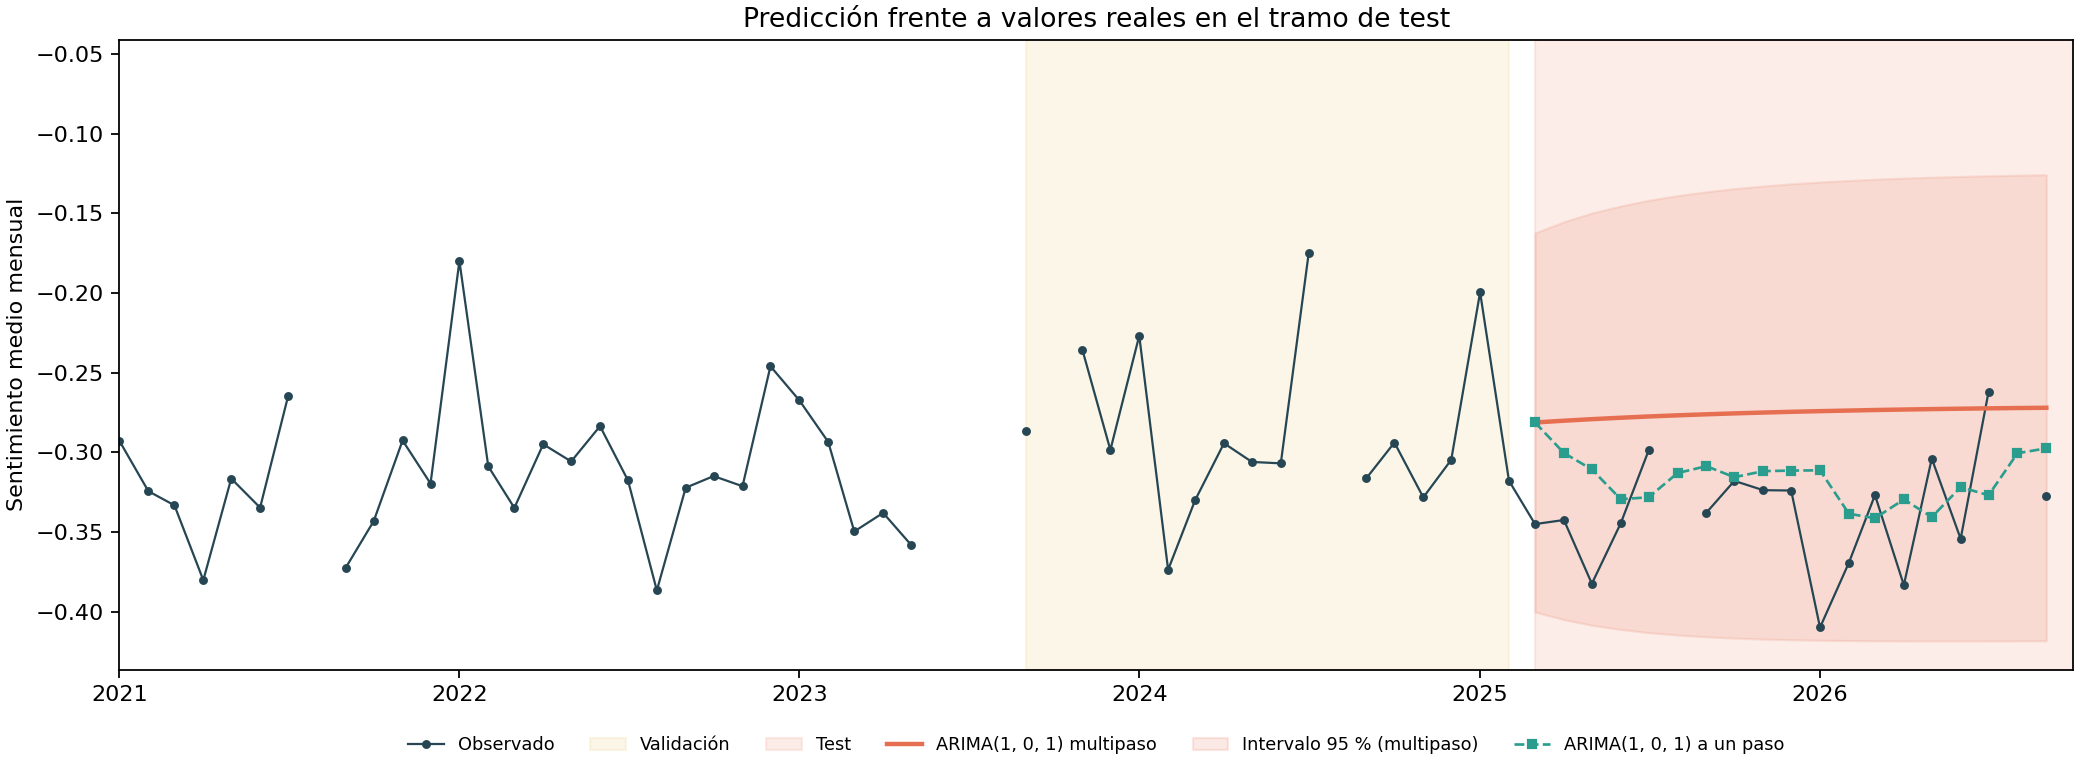 Predicción frente a valores reales en el tramo de test
Sentimiento medio mensual
−0.05
−0.10
−0.15
−0.20
−0.25
−0.30
−0.35
−0.40
2021 2022 2023 2024 2025 2026
Observado Validación Test ARIMA(1, 0, 1) multipaso Intervalo 95 % (multipaso) ARIMA(1, 0, 1) a un paso